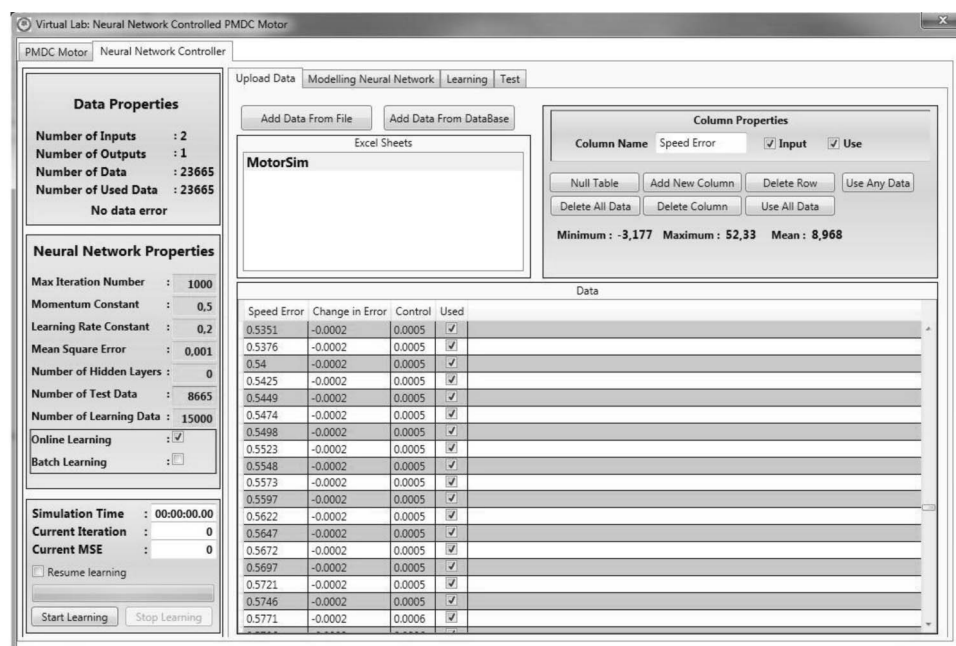 Virtual Lab: Neural Network Controlled PMDC Motor
PMDC Motor Neural Network Controller
Data Properties
Number of Inputs : 2
Number of Outputs : 1
Number of Data : 23665
Number of Used Data : 23665
No data error
Neural Network Properties
Max Iteration Number : 1000
Momentum Constant : 0,5
Learning Rate Constant : 0,2
Mean Square Error : 0,001
Number of Hidden Layers : 0
Number of Test Data : 8665
Number of Learning Data : 15000
Online Learning :
Batch Learning :
Simulation Time : 00:00:00.00
Current Iteration : 0
Current MSE : 0
Resume learning
Start Learning Stop Learning
Upload Data Modelling Neural Network Learning Test
Add Data From File Add Data From DataBase
Excel Sheets
MotorSim
Column Properties
Column Name Speed Error Input Use
Null Table Add New Column Delete Row Use Any Data
Delete All Data Delete Column Use All Data
Minimum : -3,177 Maximum : 52,33 Mean : 8,968
Data
Speed Error Change in Error Control Used
0.5351 -0.0002 0.0005
0.5376 -0.0002 0.0005
0.54 -0.0002 0.0005
0.5425 -0.0002 0.0005
0.5449 -0.0002 0.0005
0.5474 -0.0002 0.0005
0.5498 -0.0002 0.0005
0.5523 -0.0002 0.0005
0.5548 -0.0002 0.0005
0.5573 -0.0002 0.0005
0.5597 -0.0002 0.0005
0.5622 -0.0002 0.0005
0.5647 -0.0002 0.0005
0.5672 -0.0002 0.0005
0.5697 -0.0002 0.0005
0.5721 -0.0002 0.0005
0.5746 -0.0002 0.0005
0.5771 -0.0002 0.0006